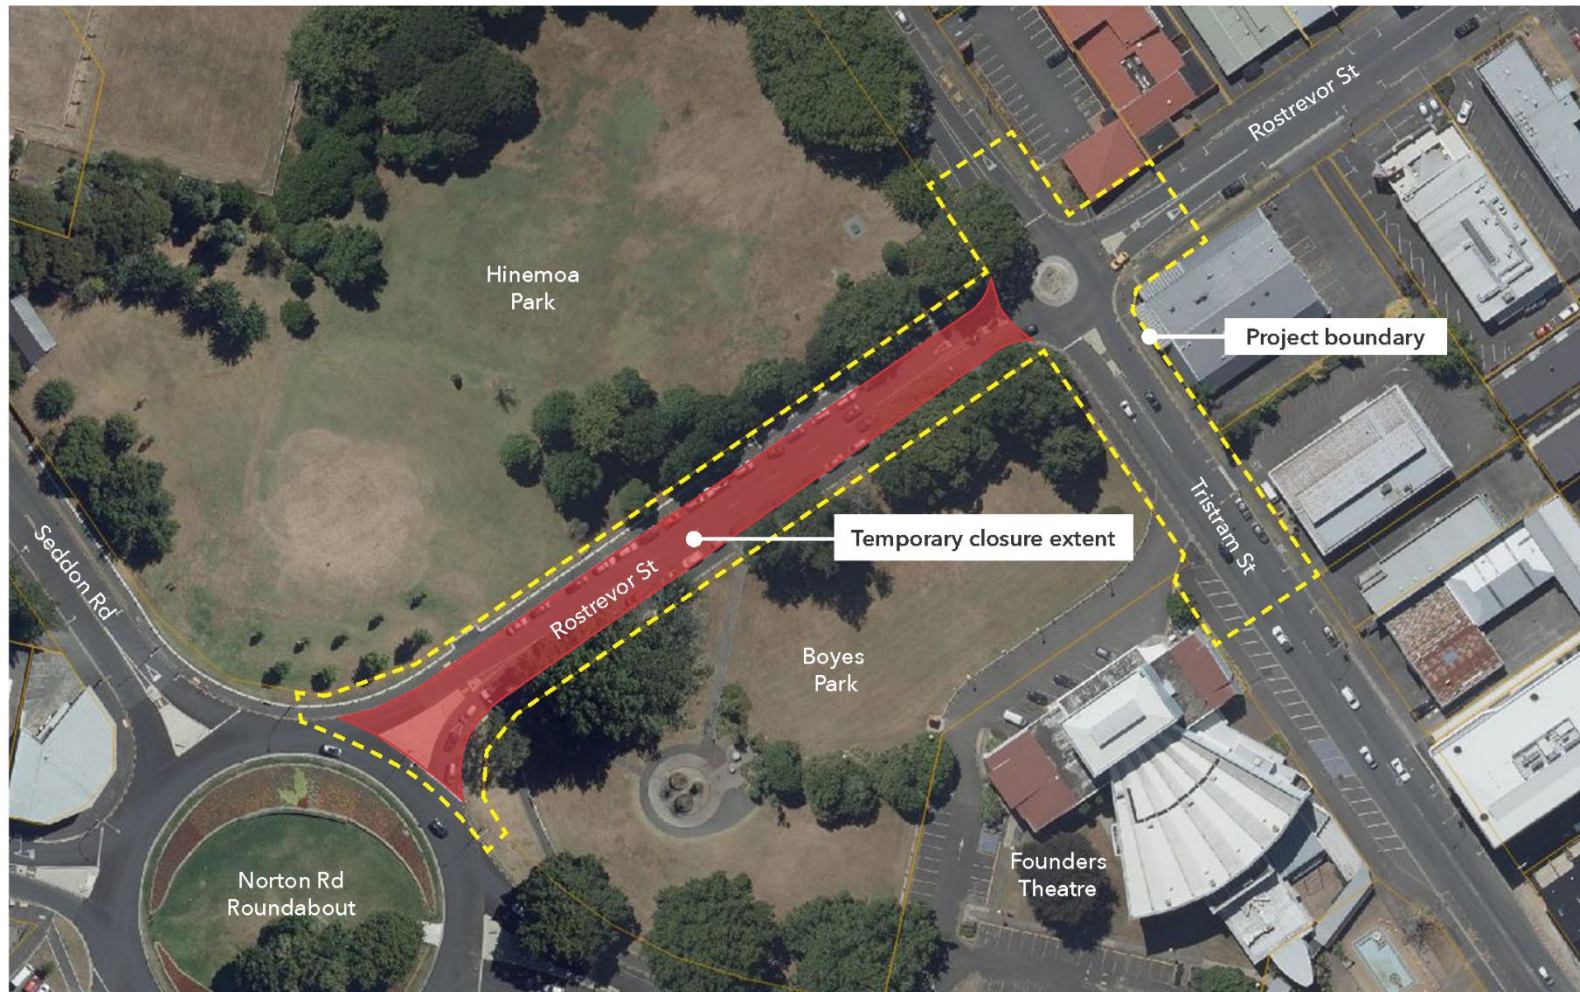 Rostrevor St
Hinemoa
Park
Project boundary
Temporary closure extent
Tristram St
Seddon Rd
Rostrevor St
Boyes
Park
Founders
Theatre
Norton Rd
Roundabout